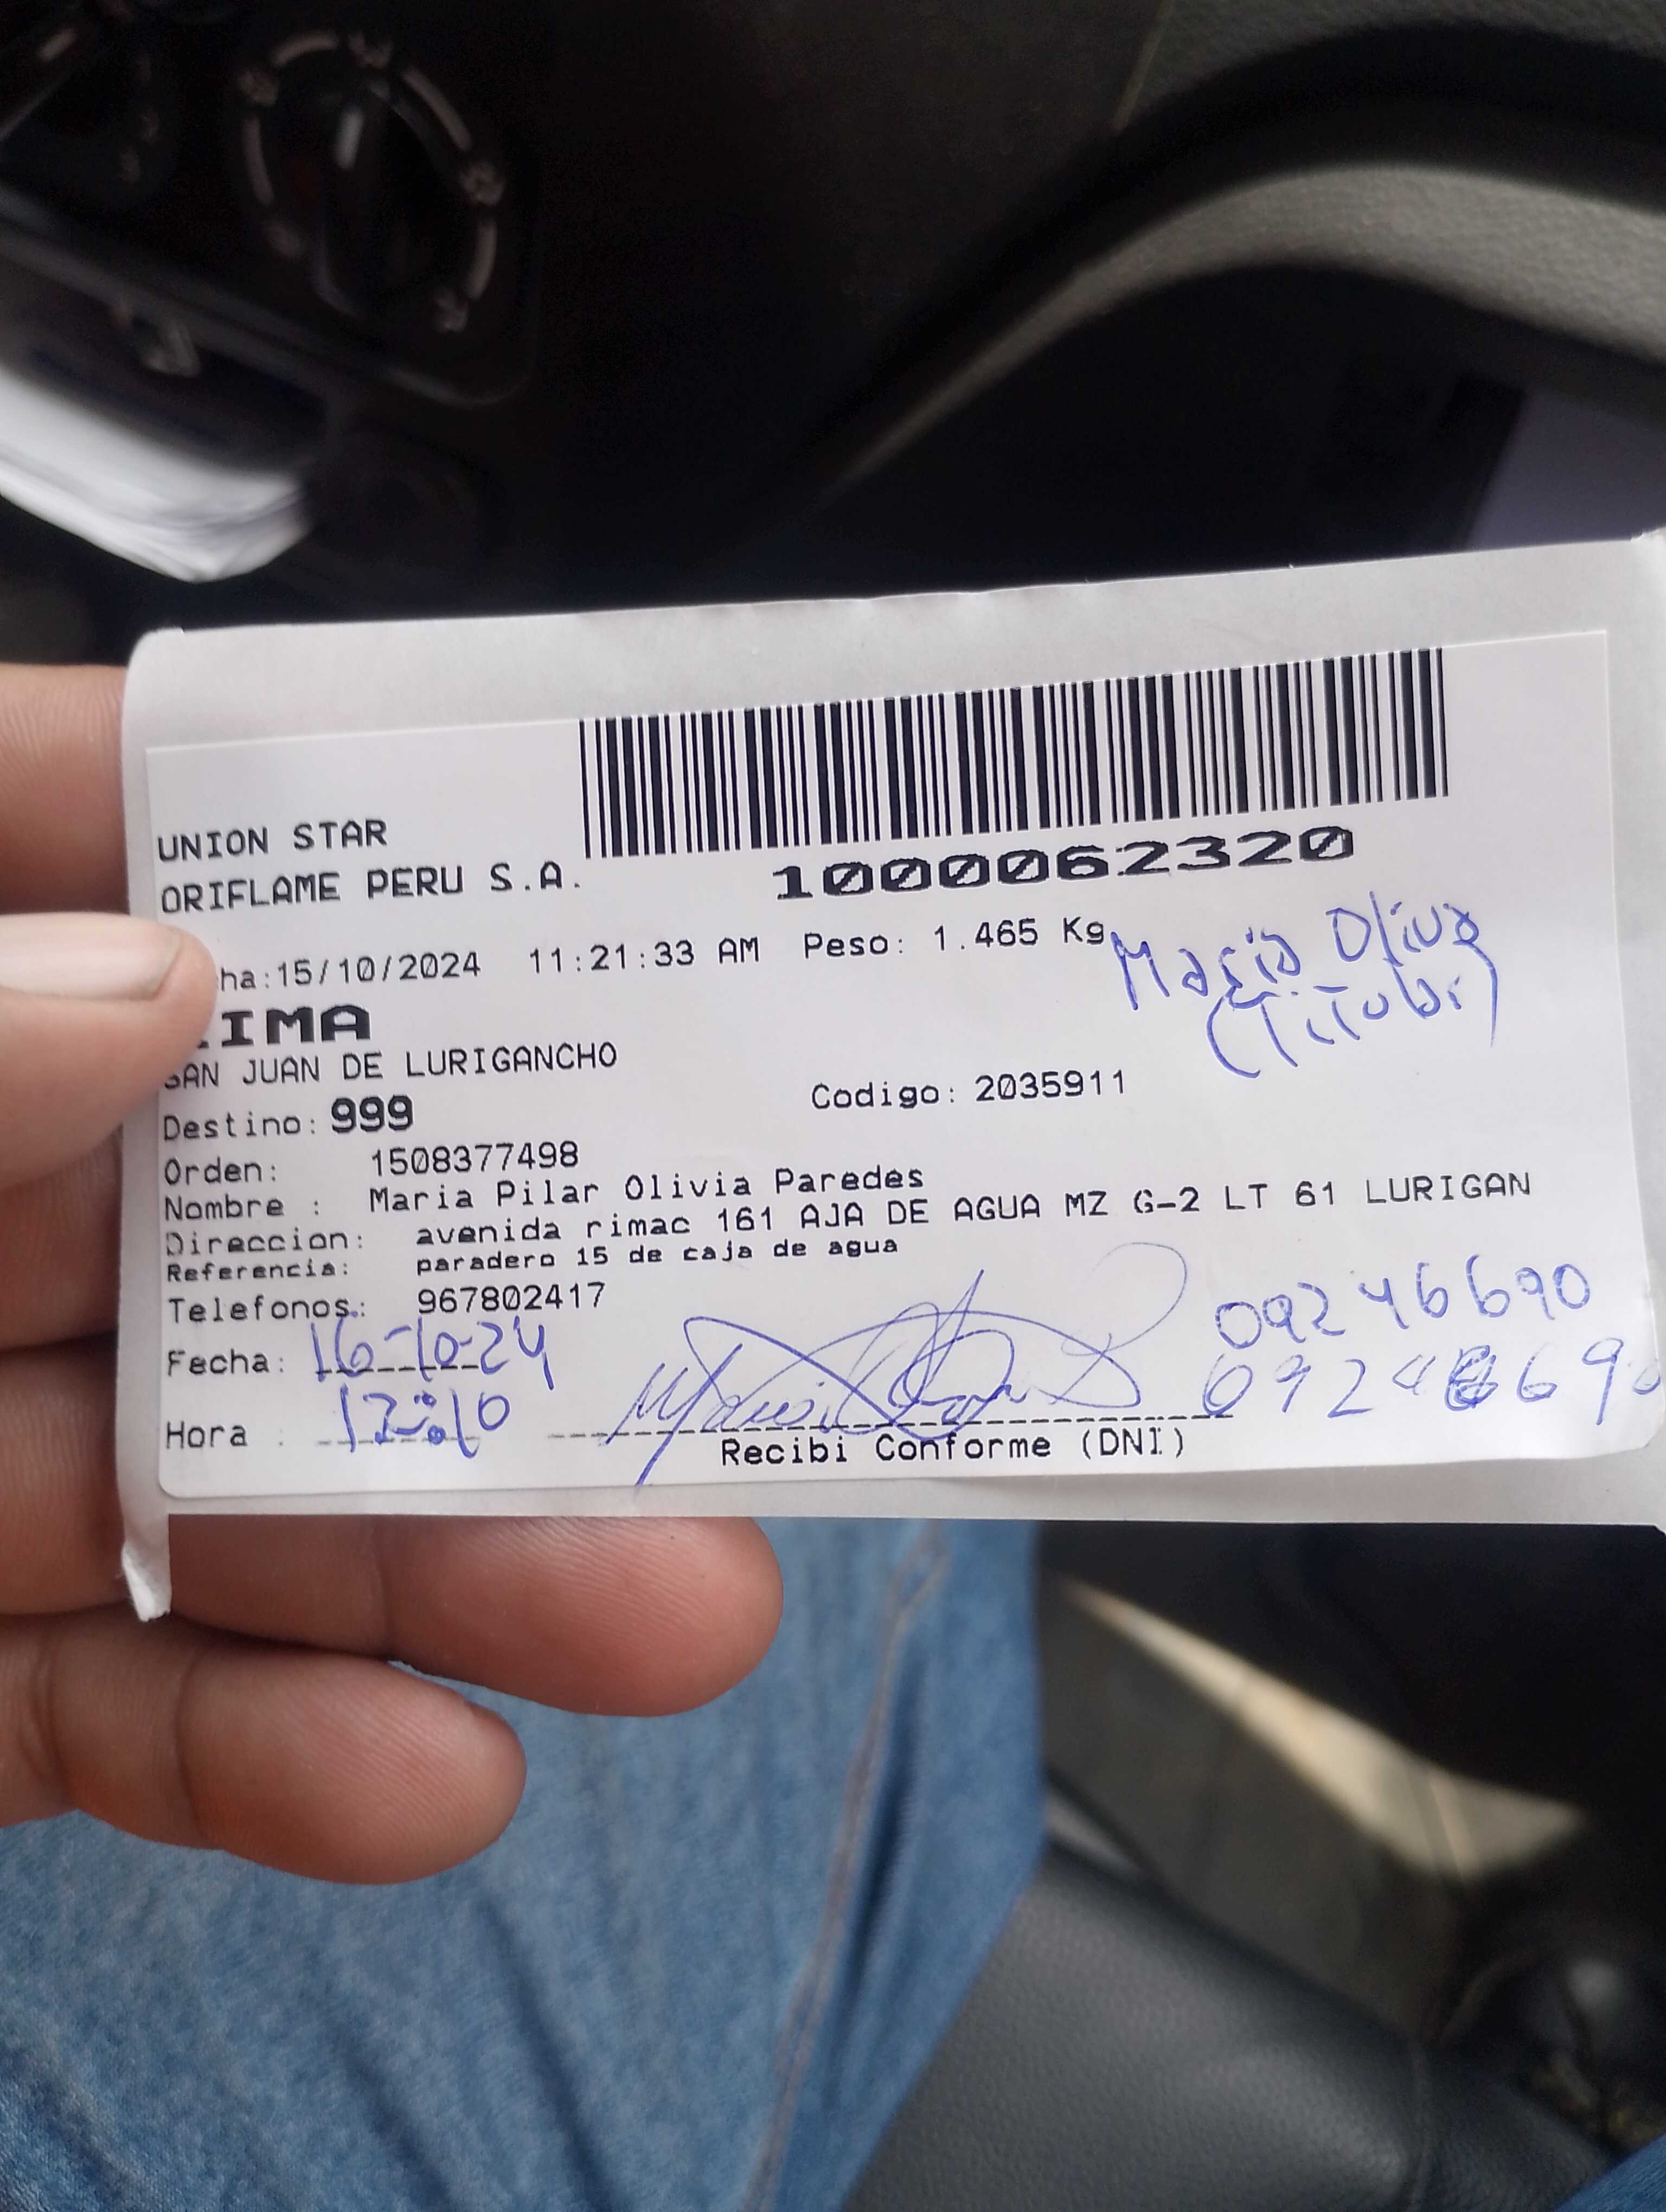 UNION STAR
ORIFLAME PERU S.A.
1000062320
ha:15/10/2024 11:21:33 AM Peso: 1.465 Kg
Maria Oliva
(Titular)
IMA
SAN JUAN DE LURIGANCHO
Codigo: 2035911
Destino: 999
Orden: 1508377498
Nombre : Maria Pilar Olivia Paredes
Direccion: avenida rimac 161 AJA DE AGUA MZ G-2 LT 61 LURIGAN
Referencia: paradero 15 de caja de agua
Telefonos.: 967802417
09246690
Fecha: 16-10-24
Hora : 12:10
Recibi Conforme (DNI)